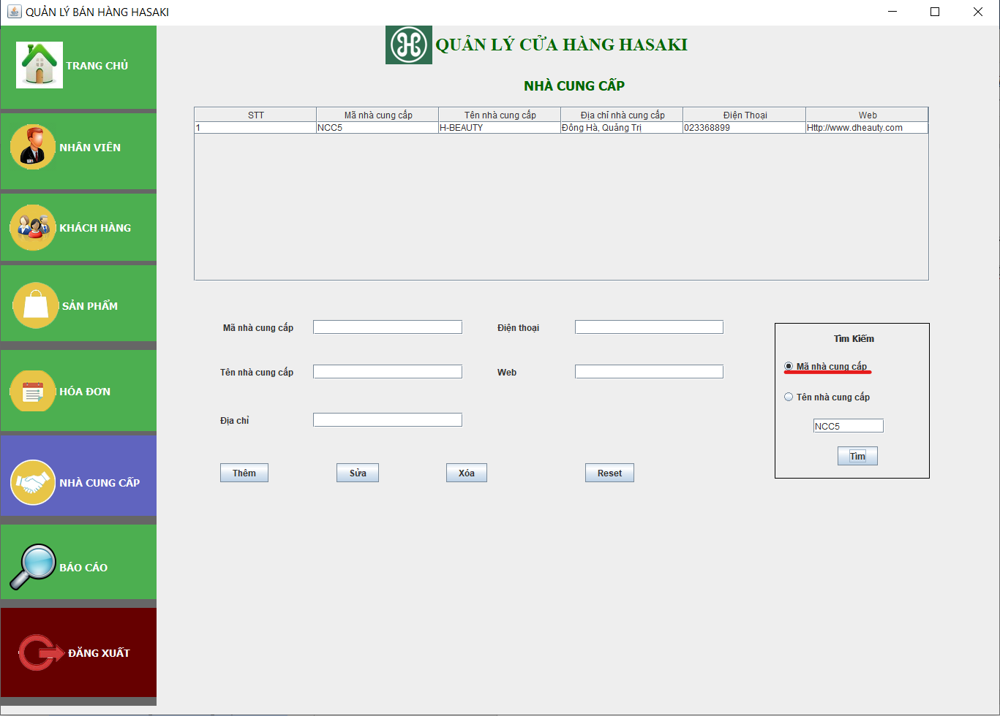 QUẢN LÝ BÁN HÀNG HASAKI
TRANG CHỦ
NHÂN VIÊN
KHÁCH HÀNG
SẢN PHẨM
HÓA ĐƠN
NHÀ CUNG CẤP
BÁO CÁO
ĐĂNG XUẤT
QUẢN LÝ CỬA HÀNG HASAKI
NHÀ CUNG CẤP
STT Mã nhà cung cấp Tên nhà cung cấp Địa chỉ nhà cung cấp Điện Thoại Web
1 NCC5 H-BEAUTY Đông Hà, Quảng Trị 023368899 Http://www.dheauty.com
Mã nhà cung cấp Điện thoại
Tên nhà cung cấp Web
Địa chỉ
Thêm Sửa Xóa Reset
Tìm Kiếm
Mã nhà cung cấp
Tên nhà cung cấp
NCC5
Tìm